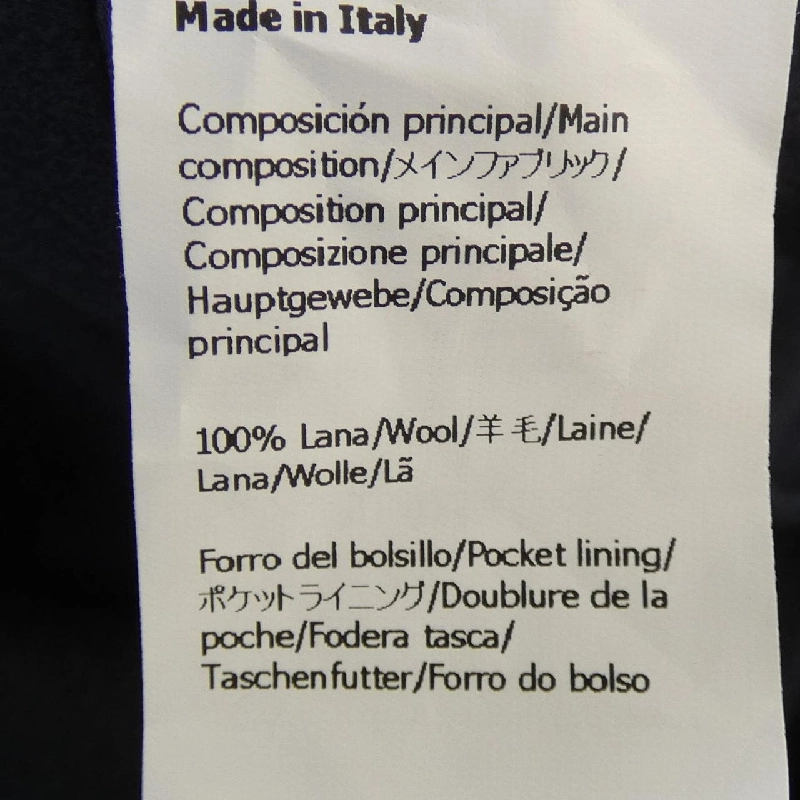 Made in Italy
Composición principal/Main
composition/メインファブリック/
Composition principal/
Composizione principale/
Hauptgewebe/Composição
principal
100% Lana/Wool/羊毛/Laine/
Lana/Wolle/Lã
Forro del bolsillo/Pocket lining/
ポケットライニング/Doublure de la
poche/Fodera tasca/
Taschenfutter/Forro do bolso